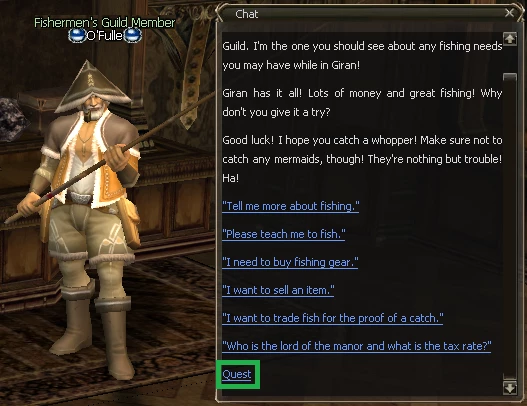 Fishermen's Guild Member
O'Fulle
Chat
Guild. I'm the one you should see about any fishing needs
you may have while in Giran!
Giran has it all! Lots of money and great fishing! Why
don't you give it a try?
Good luck! I hope you catch a whopper! Make sure not to
catch any mermaids, though! They're nothing but trouble!
Ha!
"Tell me more about fishing."
"Please teach me to fish."
"I need to buy fishing gear."
"I want to sell an item."
"I want to trade fish for the proof of a catch."
"Who is the lord of the manor and what is the tax rate?"
Quest